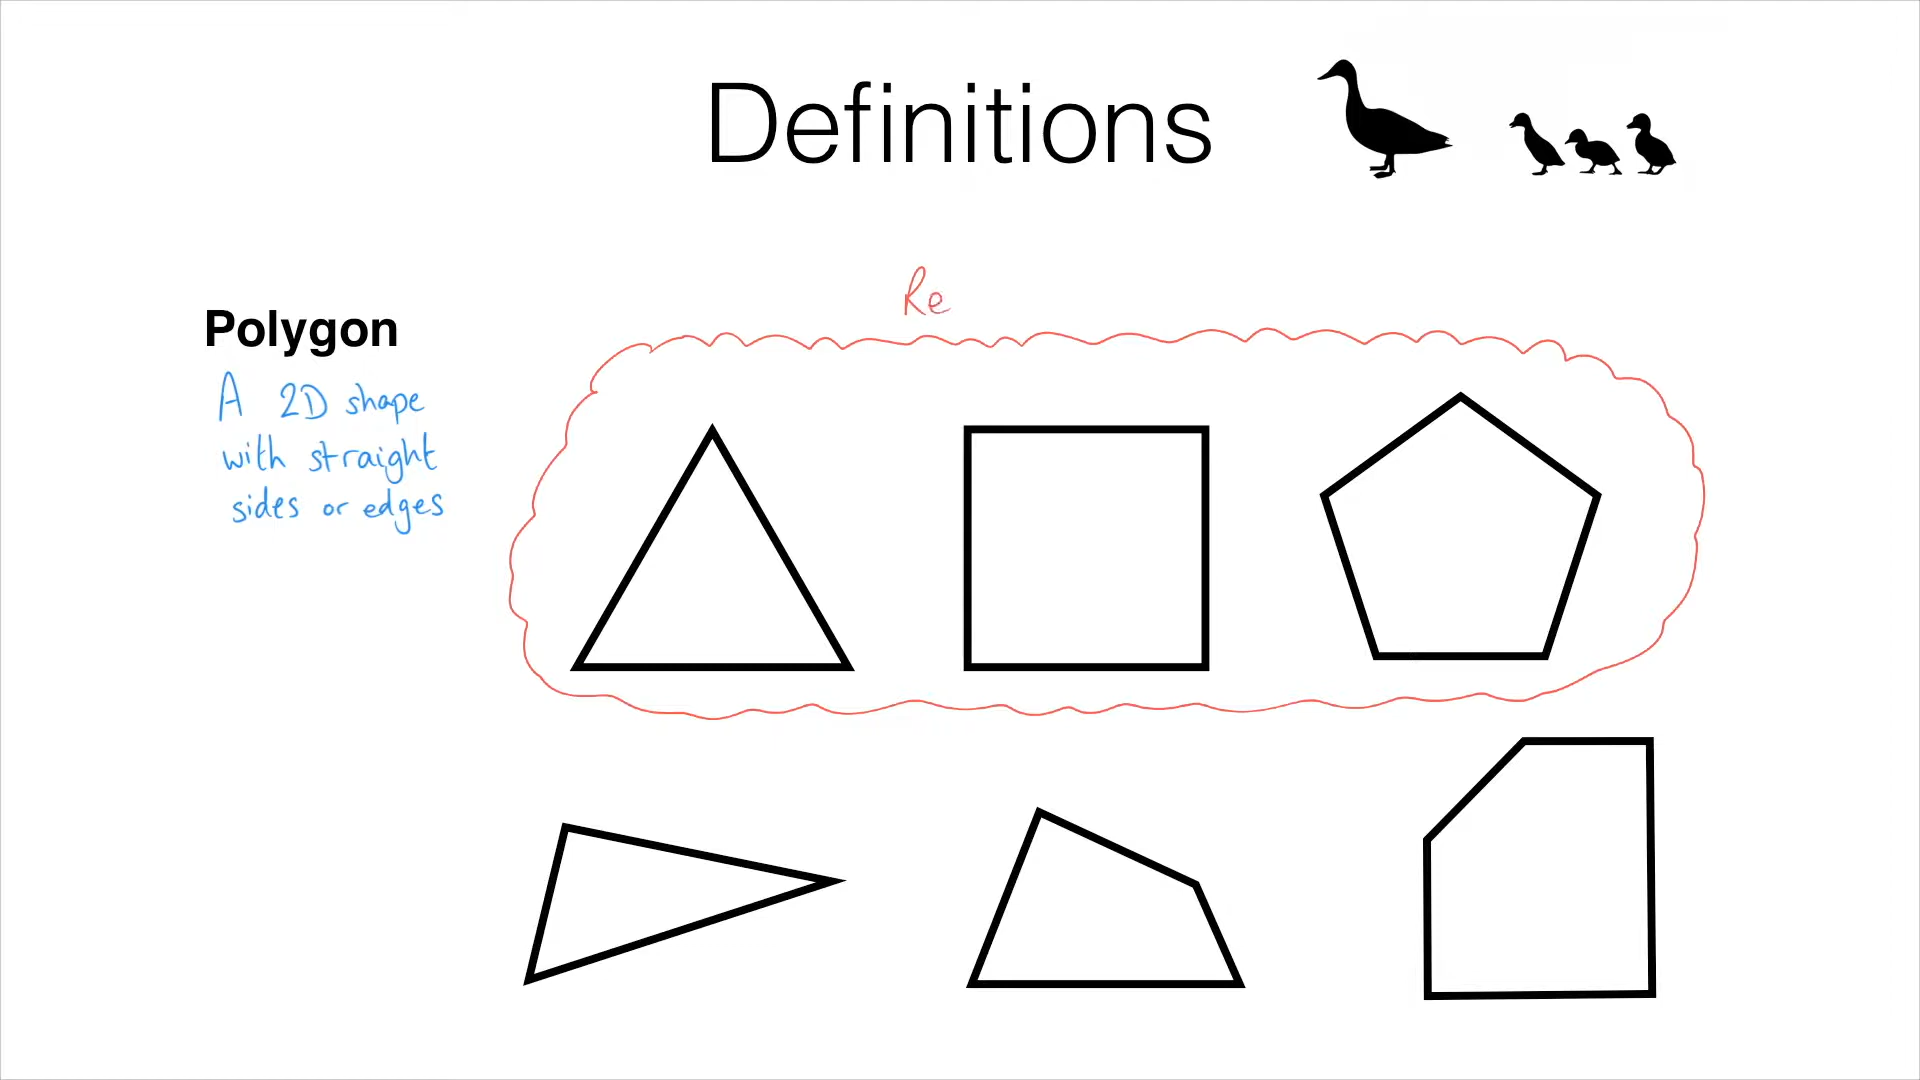 Definitions
Re
Polygon
A 2D shape
with straight
sides or edges